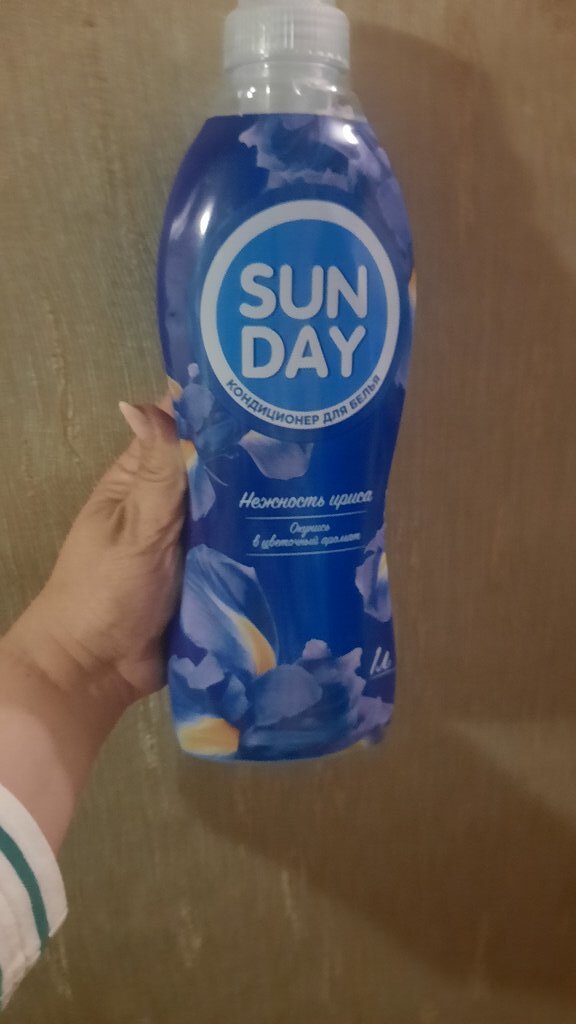 SUN
DAY
КОНДИЦИОНЕР ДЛЯ БЕЛЬЯ
Нежность ириса
Окунись
в цветочный аромат
1л